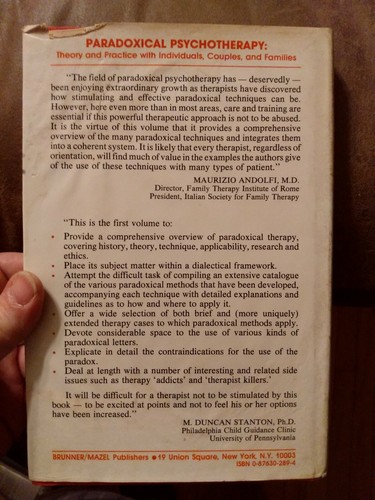 PARADOXICAL PSYCHOTHERAPY:
Theory and Practice with Individuals, Couples, and Families
"The field of paradoxical psychotherapy has — deservedly —
been enjoying extraordinary growth as therapists have discovered
how stimulating and effective paradoxical techniques can be.
However, here even more than in most areas, care and training are
essential if this powerful therapeutic approach is not to be abused.
It is the virtue of this volume that it provides a comprehensive
overview of the many paradoxical techniques and integrates them
into a coherent system. It is likely that every therapist, regardless of
orientation, will find much of value in the examples the authors give
of the use of these techniques with many types of patient."
MAURIZIO ANDOLFI, M.D.
Director, Family Therapy Institute of Rome
President, Italian Society for Family Therapy
"This is the first volume to:
• Provide a comprehensive overview of paradoxical therapy,
covering history, theory, technique, applicability, research and
ethics.
• Place its subject matter within a dialectical framework.
• Attempt the difficult task of compiling an extensive catalogue
of the various paradoxical methods that have been developed,
accompanying each technique with detailed explanations and
guidelines as to how and where to apply it.
• Offer a wide selection of both brief and (more uniquely)
extended therapy cases to which paradoxical methods apply.
• Devote considerable space to the use of various kinds of
paradoxical letters.
• Explicate in detail the contraindications for the use of the
paradox.
• Deal at length with a number of interesting and related side
issues such as therapy 'addicts' and 'therapist killers.'
It will be difficult for a therapist not to be stimulated by this
book — to be excited at points and not to feel his or her options
have been increased."
M. DUNCAN STANTON, Ph.D.
Philadelphia Child Guidance Clinic
University of Pennsylvania
BRUNNER/MAZEL Publishers • 19 Union Square, New York, N.Y. 10003
ISBN 0-87630-289-4